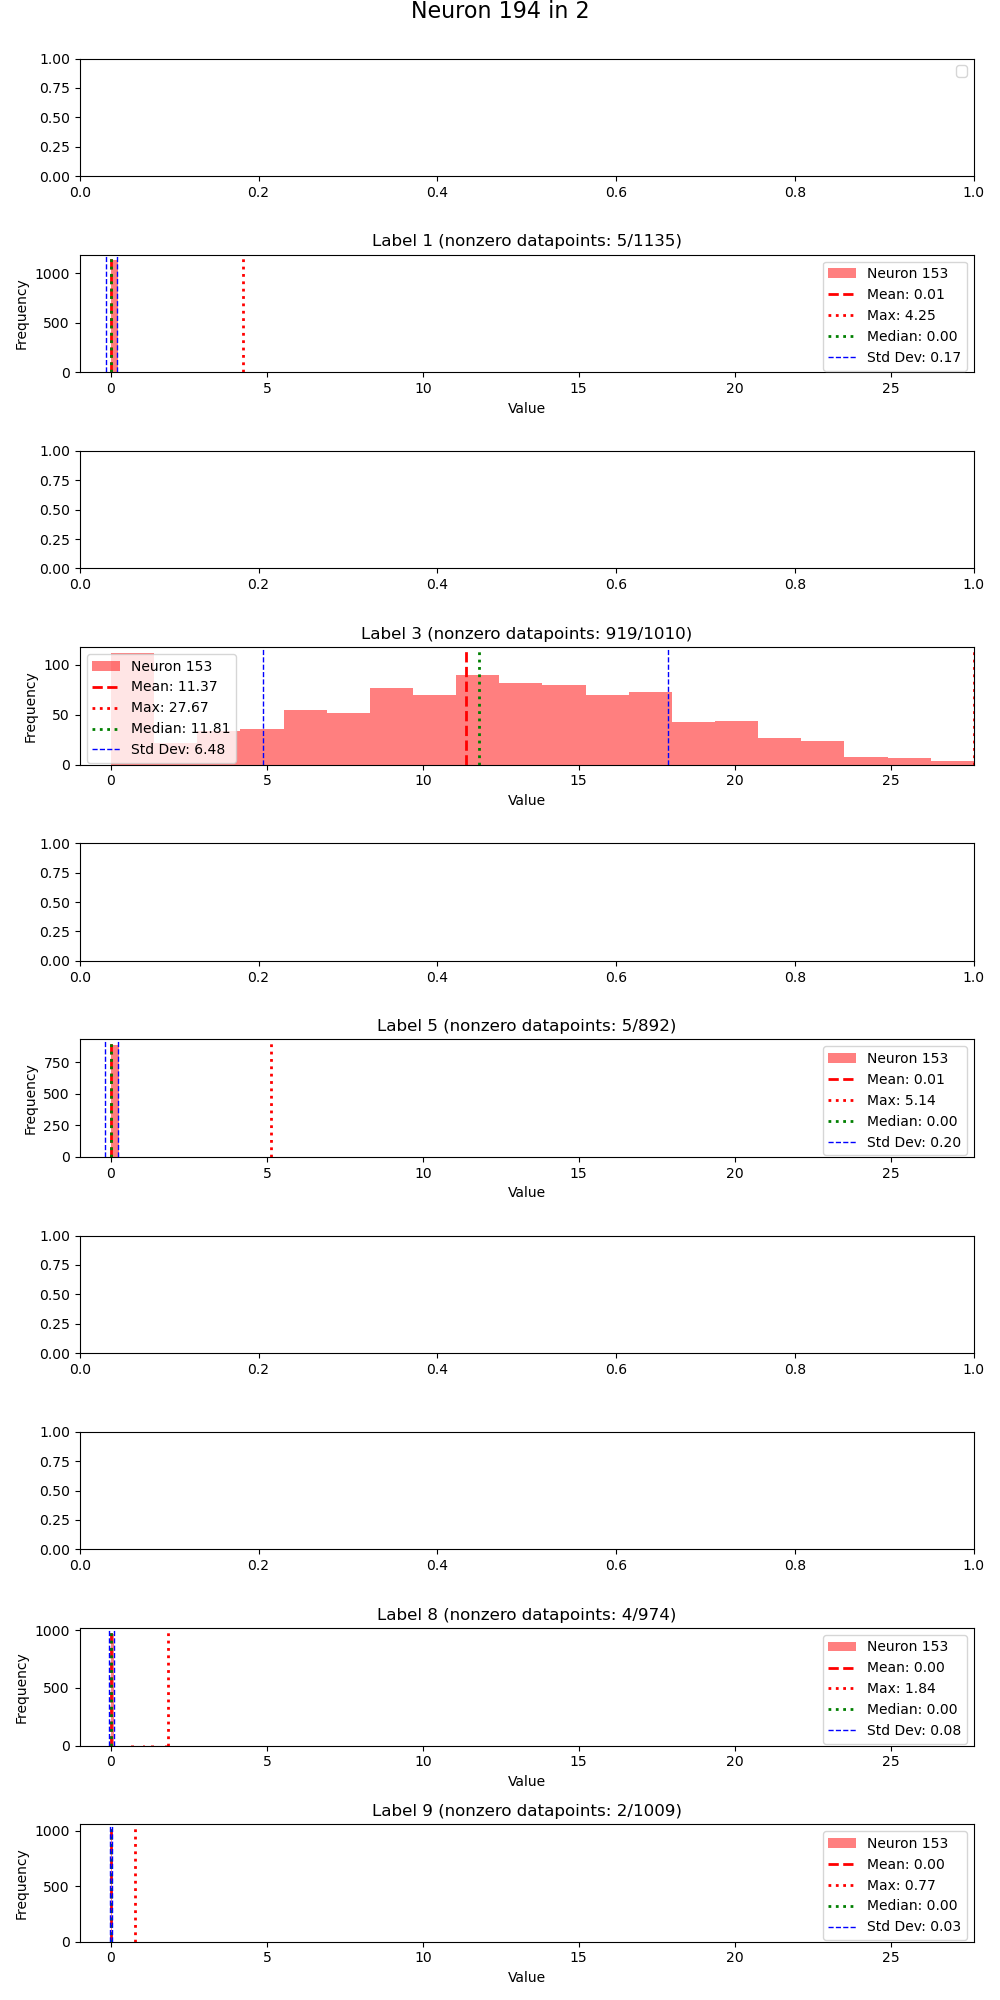 Neuron 194 in 2
1.00
0.75
0.50
0.25
0.00
0.0 0.2 0.4 0.6 0.8 1.0
Label 1 (nonzero datapoints: 5/1135)
Frequency
1000
500
0
Neuron 153
Mean: 0.01
Max: 4.25
Median: 0.00
Std Dev: 0.17
0 5 10 15 20 25
Value
1.00
0.75
0.50
0.25
0.00
0.0 0.2 0.4 0.6 0.8 1.0
Label 3 (nonzero datapoints: 919/1010)
Frequency
100
50
0
Neuron 153
Mean: 11.37
Max: 27.67
Median: 11.81
Std Dev: 6.48
0 5 10 15 20 25
Value
1.00
0.75
0.50
0.25
0.00
0.0 0.2 0.4 0.6 0.8 1.0
Label 5 (nonzero datapoints: 5/892)
Frequency
750
500
250
0
Neuron 153
Mean: 0.01
Max: 5.14
Median: 0.00
Std Dev: 0.20
0 5 10 15 20 25
Value
1.00
0.75
0.50
0.25
0.00
0.0 0.2 0.4 0.6 0.8 1.0
1.00
0.75
0.50
0.25
0.00
0.0 0.2 0.4 0.6 0.8 1.0
Label 8 (nonzero datapoints: 4/974)
Frequency
1000
500
0
Neuron 153
Mean: 0.00
Max: 1.84
Median: 0.00
Std Dev: 0.08
0 5 10 15 20 25
Value
Label 9 (nonzero datapoints: 2/1009)
Frequency
1000
500
0
Neuron 153
Mean: 0.00
Max: 0.77
Median: 0.00
Std Dev: 0.03
0 5 10 15 20 25
Value